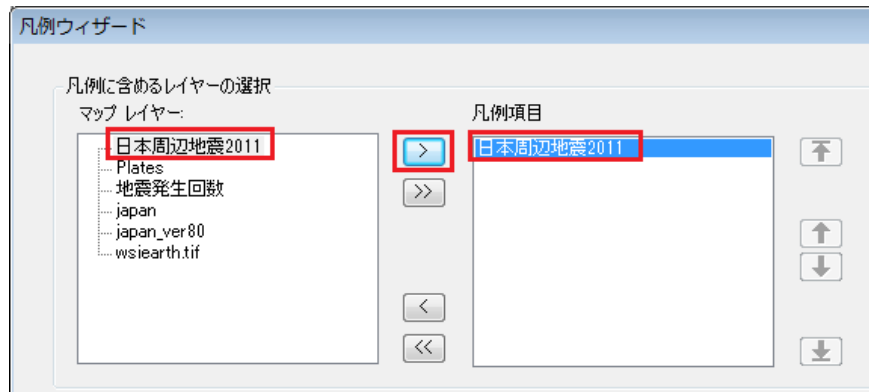 凡例ウィザード
凡例に含めるレイヤーの選択
マップ レイヤー:
日本周辺地震2011
Plates
地震発生回数
japan
japan_ver80
wsiearth.tif
>
>>
<
<<
凡例項目
日本周辺地震2011